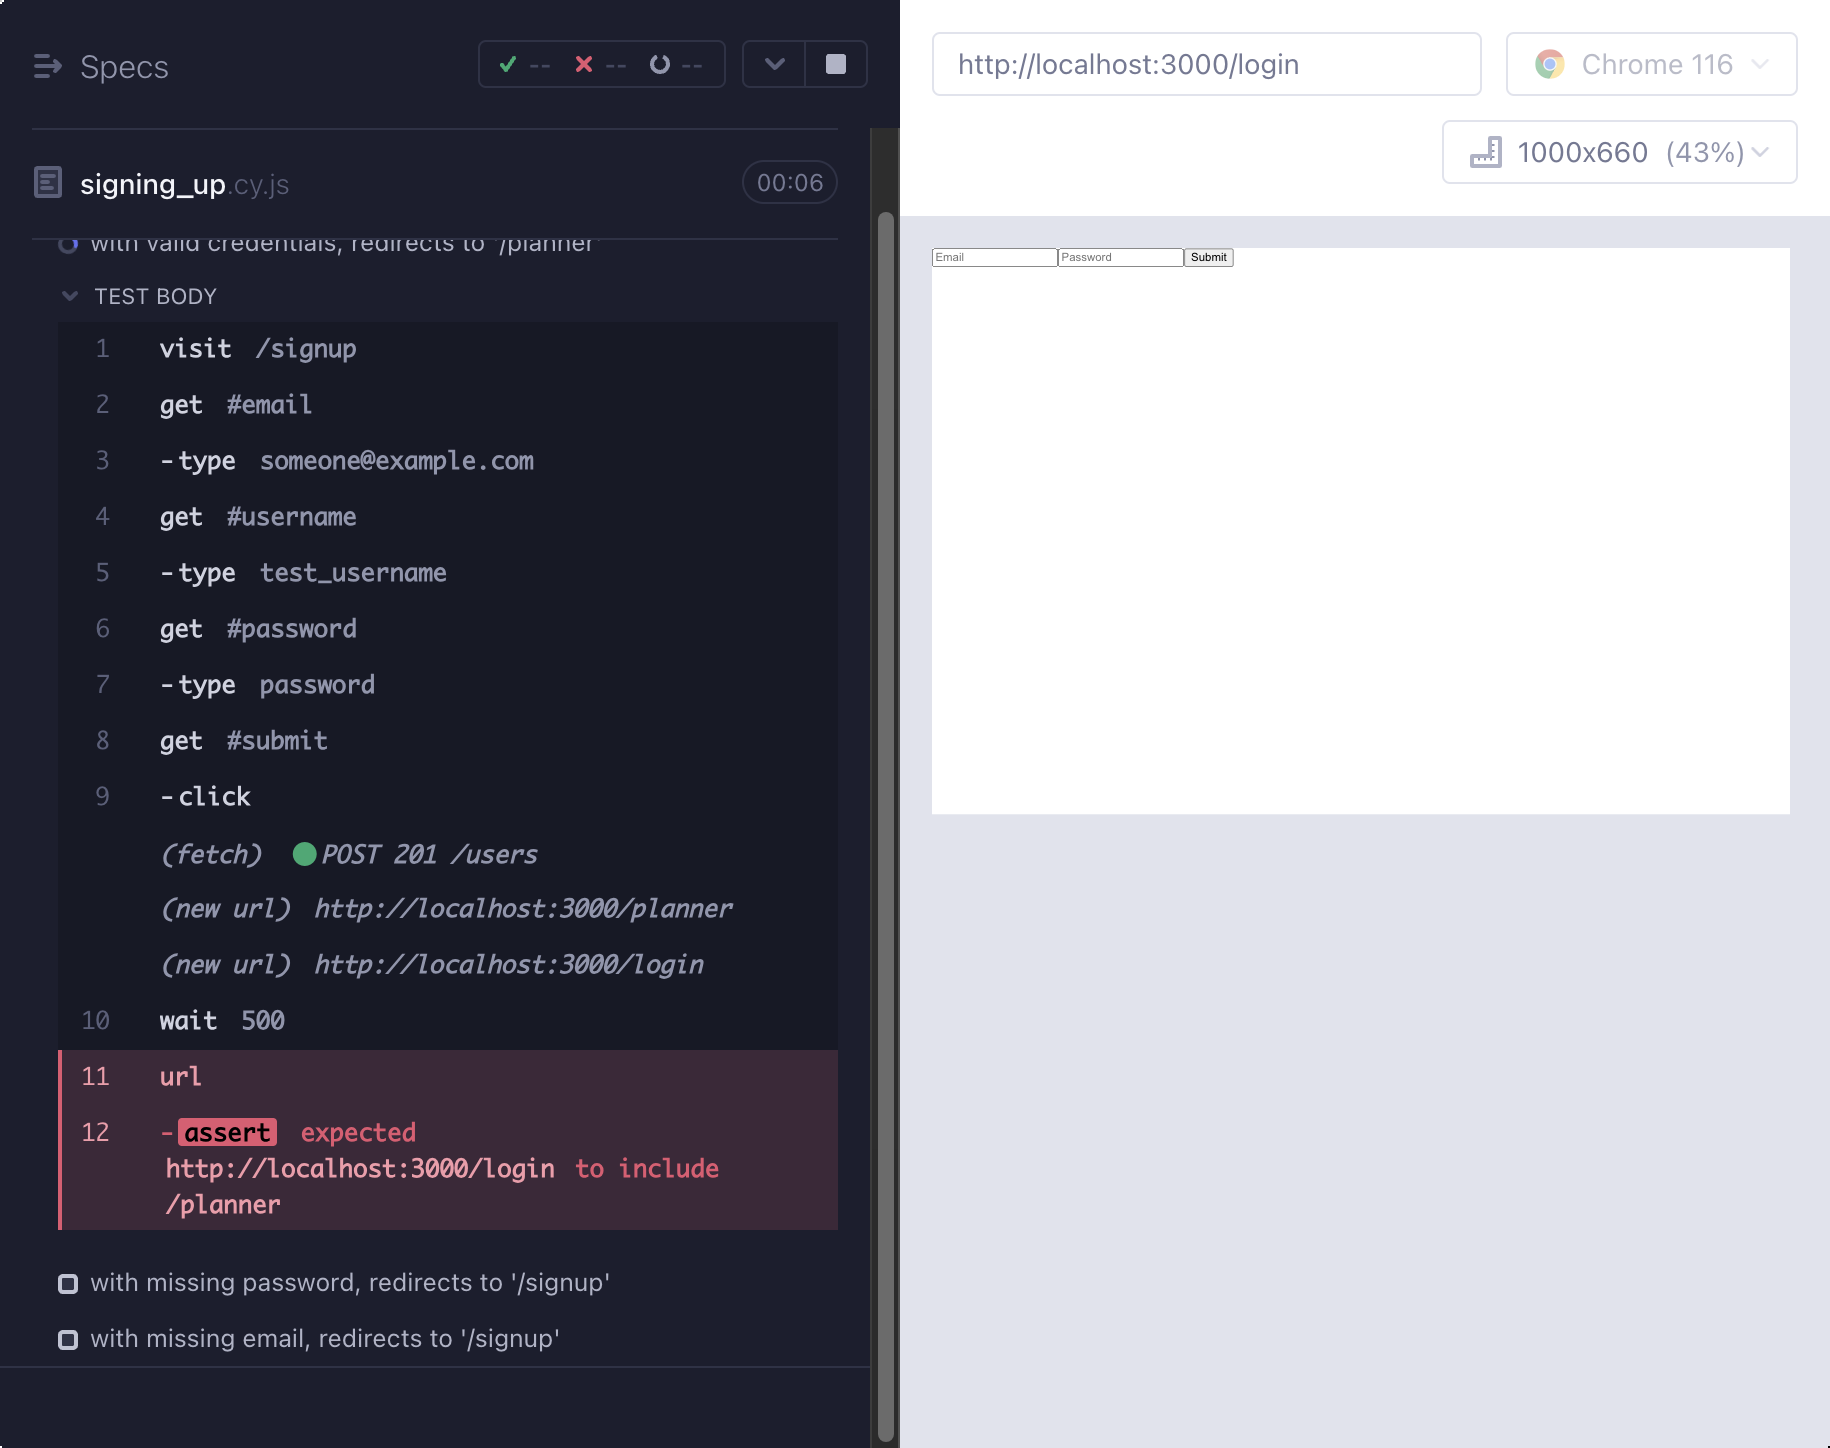 Specs
-- -- --
signing_up.cy.js 00:06
with valid credentials, redirects to '/planner'
TEST BODY
1 visit /signup
2 get #email
3 -type someone@example.com
4 get #username
5 -type test_username
6 get #password
7 -type password
8 get #submit
9 -click
(fetch) POST 201 /users
(new url) http://localhost:3000/planner
(new url) http://localhost:3000/login
10 wait 500
11 url
12 -assert expected
http://localhost:3000/login to include
/planner
with missing password, redirects to '/signup'
with missing email, redirects to '/signup'
http://localhost:3000/login
Chrome 116
1000x660 (43%)
Email Password Submit